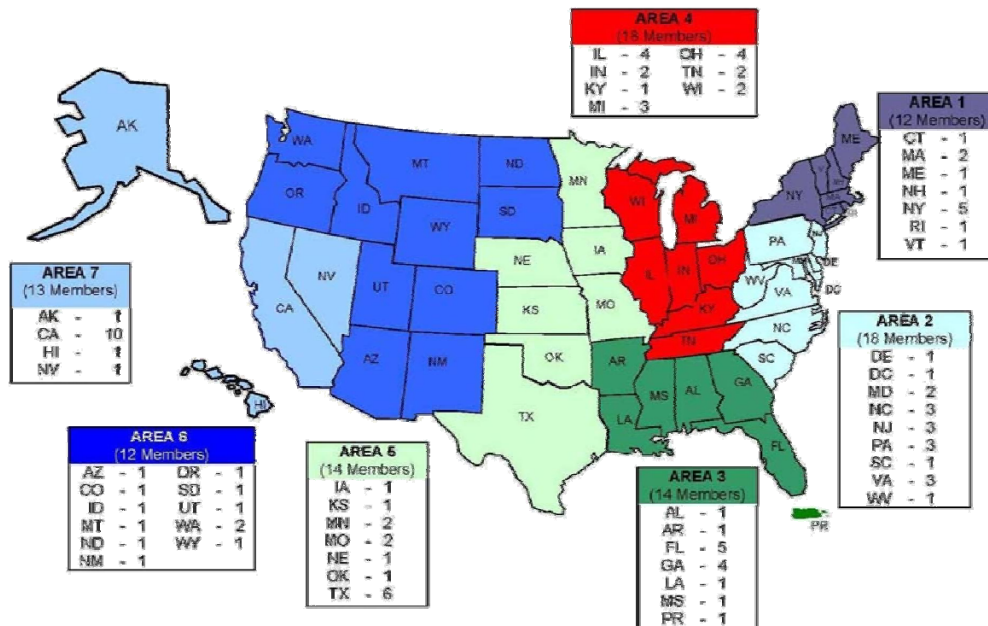 AREA 4
(18 Members)
IL - 4 OH - 4
IN - 2 TN - 2
KY - 1 WI - 2
MI - 3
AREA 1
(12 Members)
CT - 1
MA - 2
ME - 1
NH - 1
NY - 5
RI - 1
VT - 1
AK
WA
MT
ND
MN
ME
OR
ID
WY
SD
WI
MI
NY
MA
PA
NE
IA
NV
UT
CO
IL
IN
OH
WV
VA
DE
DC
CA
KS
MO
KY
NC
TN
SC
AZ
NM
OK
AR
TX
LA
MS
AL
GA
FL
HI
PR
AREA 7
(13 Members)
AK - 1
CA - 10
HI - 1
NV - 1
AREA 2
(18 Members)
DE - 1
DC - 1
MD - 2
NC - 3
NJ - 3
PA - 3
SC - 1
VA - 3
WV - 1
AREA 6
(12 Members)
AZ - 1 OR - 1
CO - 1 SD - 1
ID - 1 UT - 1
MT - 1 WA - 2
ND - 1 WY - 1
NM - 1
AREA 5
(14 Members)
IA - 1
KS - 1
MN - 2
MO - 2
NE - 1
OK - 1
TX - 6
AREA 3
(14 Members)
AL - 1
AR - 1
FL - 5
GA - 4
LA - 1
MS - 1
PR - 1